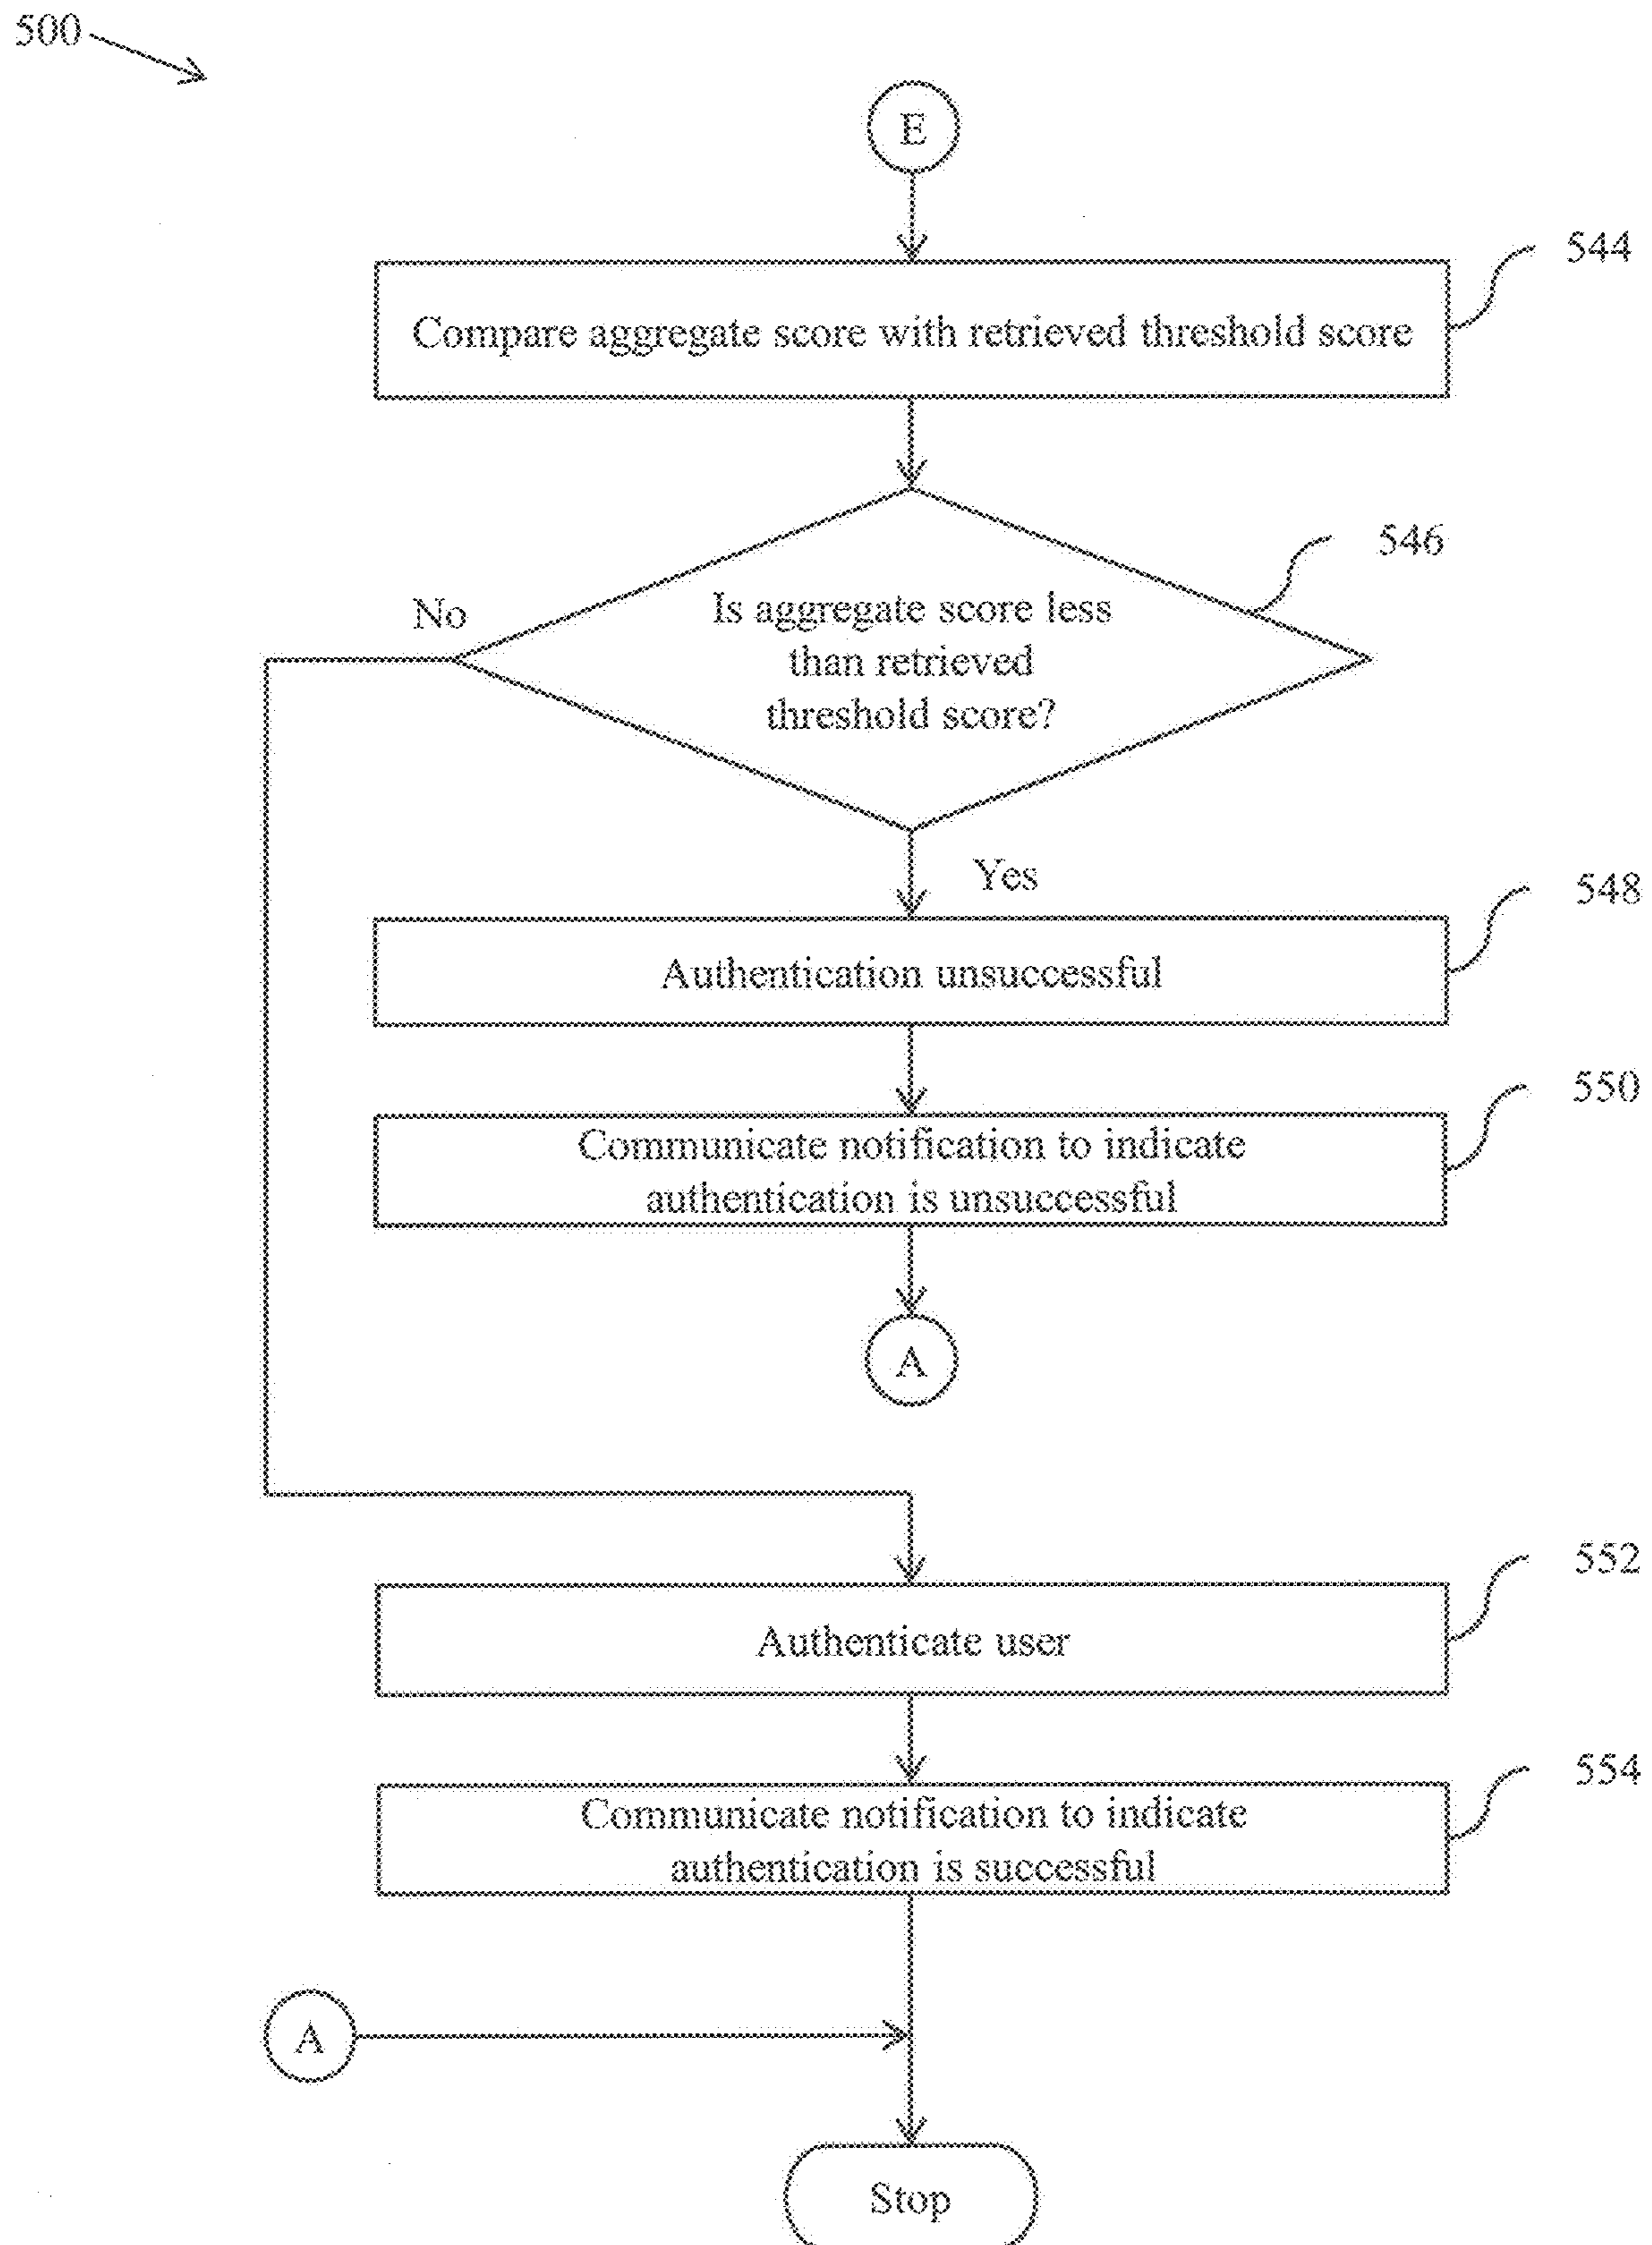 500
E
544
Compare aggregate score with retrieved threshold score
546
No
Is aggregate score less
than retrieved
threshold score?
Yes
548
Authentication unsuccessful
550
Communicate notification to indicate
authentication is unsuccessful
A
552
Authenticate user
554
Communicate notification to indicate
authentication is successful
A
Stop